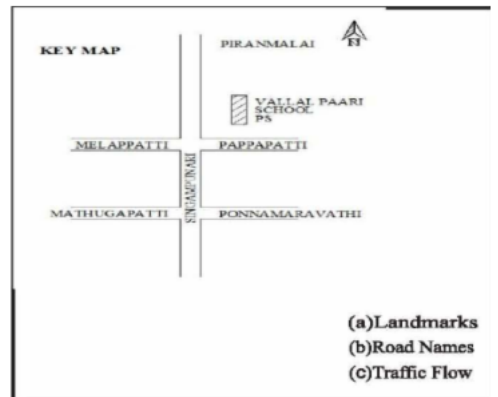 PIRANMALAI
N
KEY MAP
VALLAL PAARI
SCHOOL
PS
MELAPPATTI
PAPPAPATTI
SINGAMPUNARI
MATHUGAPATTI
PONNAMARAVATHI
(a)Landmarks
(b)Road Names
(c)Traffic Flow